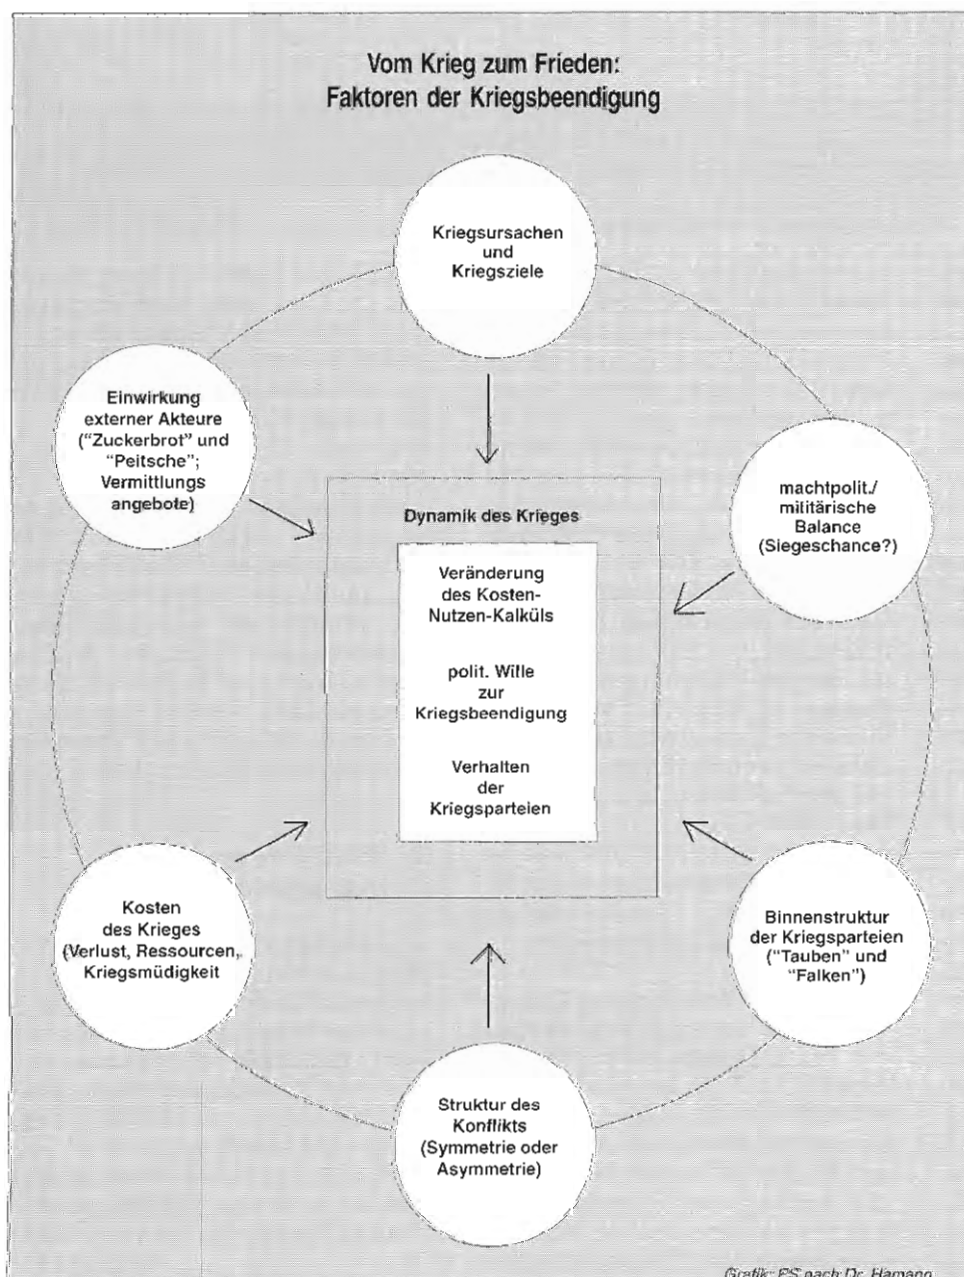 Vom Krieg zum Frieden:
Faktoren der Kriegsbeendigung
Kriegsursachen
und
Kriegsziele
Einwirkung
externer Akteure
("Zuckerbrot" und
"Peitsche";
Vermittlungs
angebote)
machtpolit./
militärische
Balance
(Siegeschance?)
Dynamik des Krieges
Veränderung
des Kosten-
Nutzen-Kalküls
polit. Wille
zur
Kriegsbeendigung
Verhalten
der
Kriegsparteien
Kosten
des Krieges
(Verlust, Ressourcen,
Kriegsmüdigkeit
Binnenstruktur
der Kriegsparteien
("Tauben" und
"Falken")
Struktur des
Konflikts
(Symmetrie oder
Asymmetrie)
Grafik: PS nach Dr.